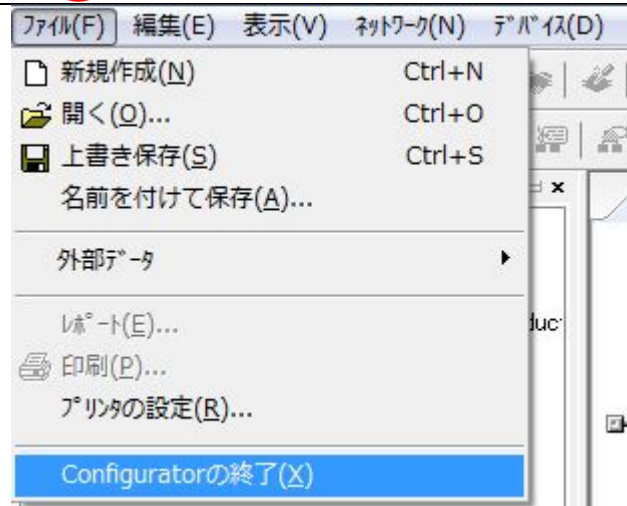 ﾌｧｲﾙ(F) 編集(E) 表示(V) ﾈｯﾄﾜｰｸ(N) ﾃﾞﾊﾞｲｽ(D)
新規作成(N) Ctrl+N
開く(O)... Ctrl+O
上書き保存(S) Ctrl+S
名前を付けて保存(A)...
外部ﾃﾞｰﾀ
ﾚﾎﾟｰﾄ(E)...
印刷(P)...
ﾌﾟﾘﾝﾀの設定(R)...
Configuratorの終了(X)